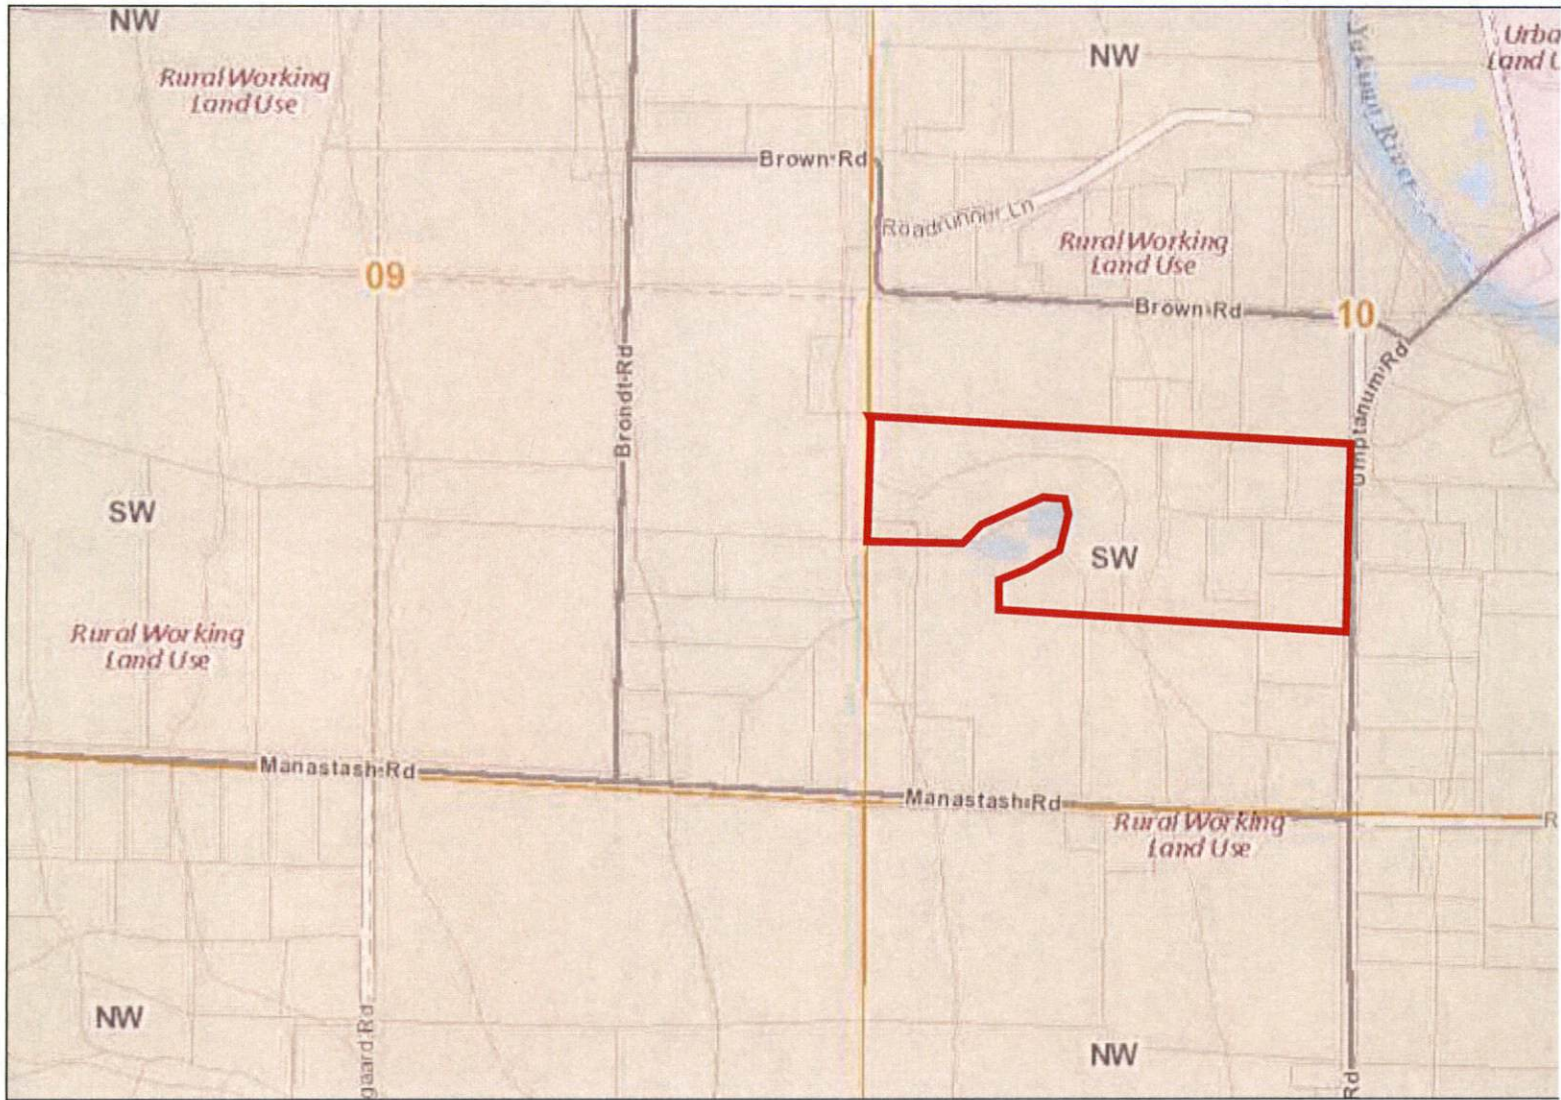 NW
NW
Rural Working
Land Use
Urba
Land U
Yakima River
Brown Rd
Roadrunner Ln
Rural Working
Land Use
09
Brown Rd
10
Brondt Rd
Umptanum Rd
SW
SW
Rural Working
Land Use
Manastash Rd
Manastash Rd
R
Rural Working
Land Use
NW
gaard Rd
NW
Rd